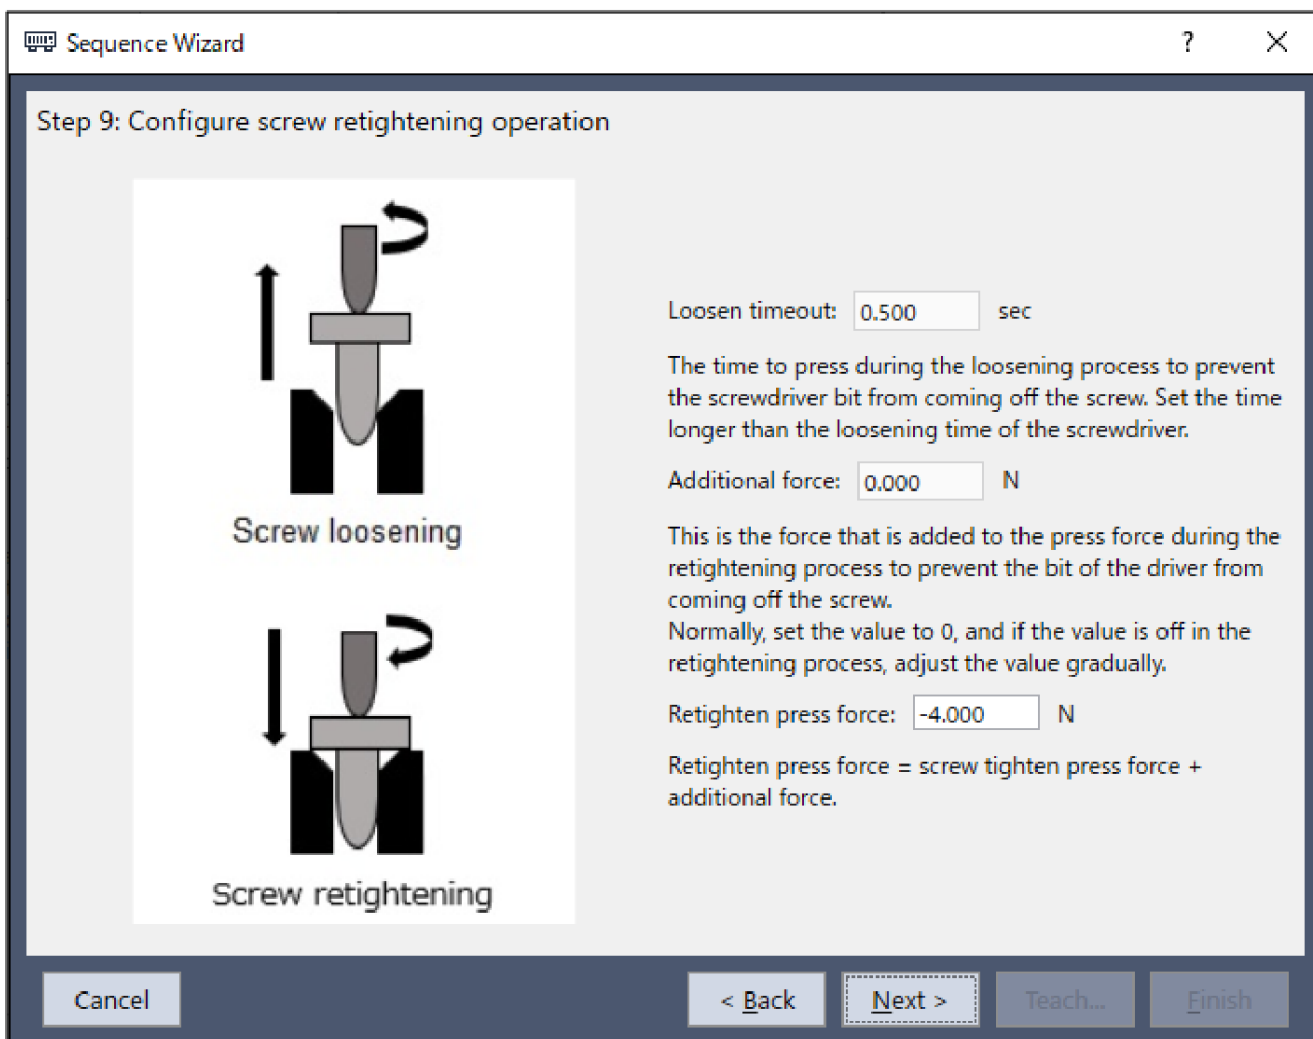 Sequence Wizard
?
Step 9: Configure screw retightening operation
Screw loosening
Screw retightening
Loosen timeout: 0.500 sec
The time to press during the loosening process to prevent
the screwdriver bit from coming off the screw. Set the time
longer than the loosening time of the screwdriver.
Additional force: 0.000 N
This is the force that is added to the press force during the
retightening process to prevent the bit of the driver from
coming off the screw.
Normally, set the value to 0, and if the value is off in the
retightening process, adjust the value gradually.
Retighten press force: -4.000 N
Retighten press force = screw tighten press force +
additional force.
Cancel
< Back
Next >
Teach...
Finish